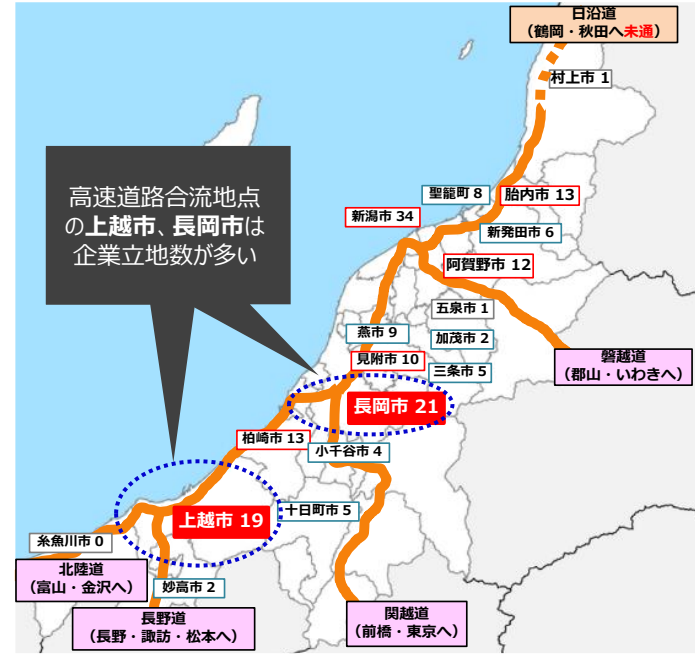 日沿道
（鶴岡・秋田へ未通）
村上市 1
高速道路合流地点
の上越市、長岡市は
企業立地数が多い
聖籠町 8
胎内市 13
新潟市 34
新発田市 6
阿賀野市 12
五泉市 1
燕市 9
加茂市 2
見附市 10
三条市 5
磐越道
（郡山・いわきへ）
長岡市 21
柏崎市 13
小千谷市 4
上越市 19
十日町市 5
糸魚川市 0
北陸道
（富山・金沢へ）
妙高市 2
長野道
（長野・諏訪・松本へ）
関越道
（前橋・東京へ）